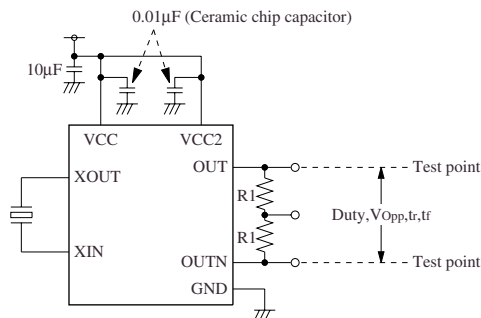 0.01μF (Ceramic chip capacitor)
10μF
VCC VCC2
XOUT OUT Test point
R1
Duty,VOpp,tr,tf
R1
XIN
OUTN Test point
GND